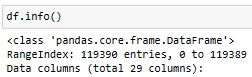 df.info()
<class 'pandas.core.frame.DataFrame'>
RangeIndex: 119390 entries, 0 to 119389
Data columns (total 29 columns):